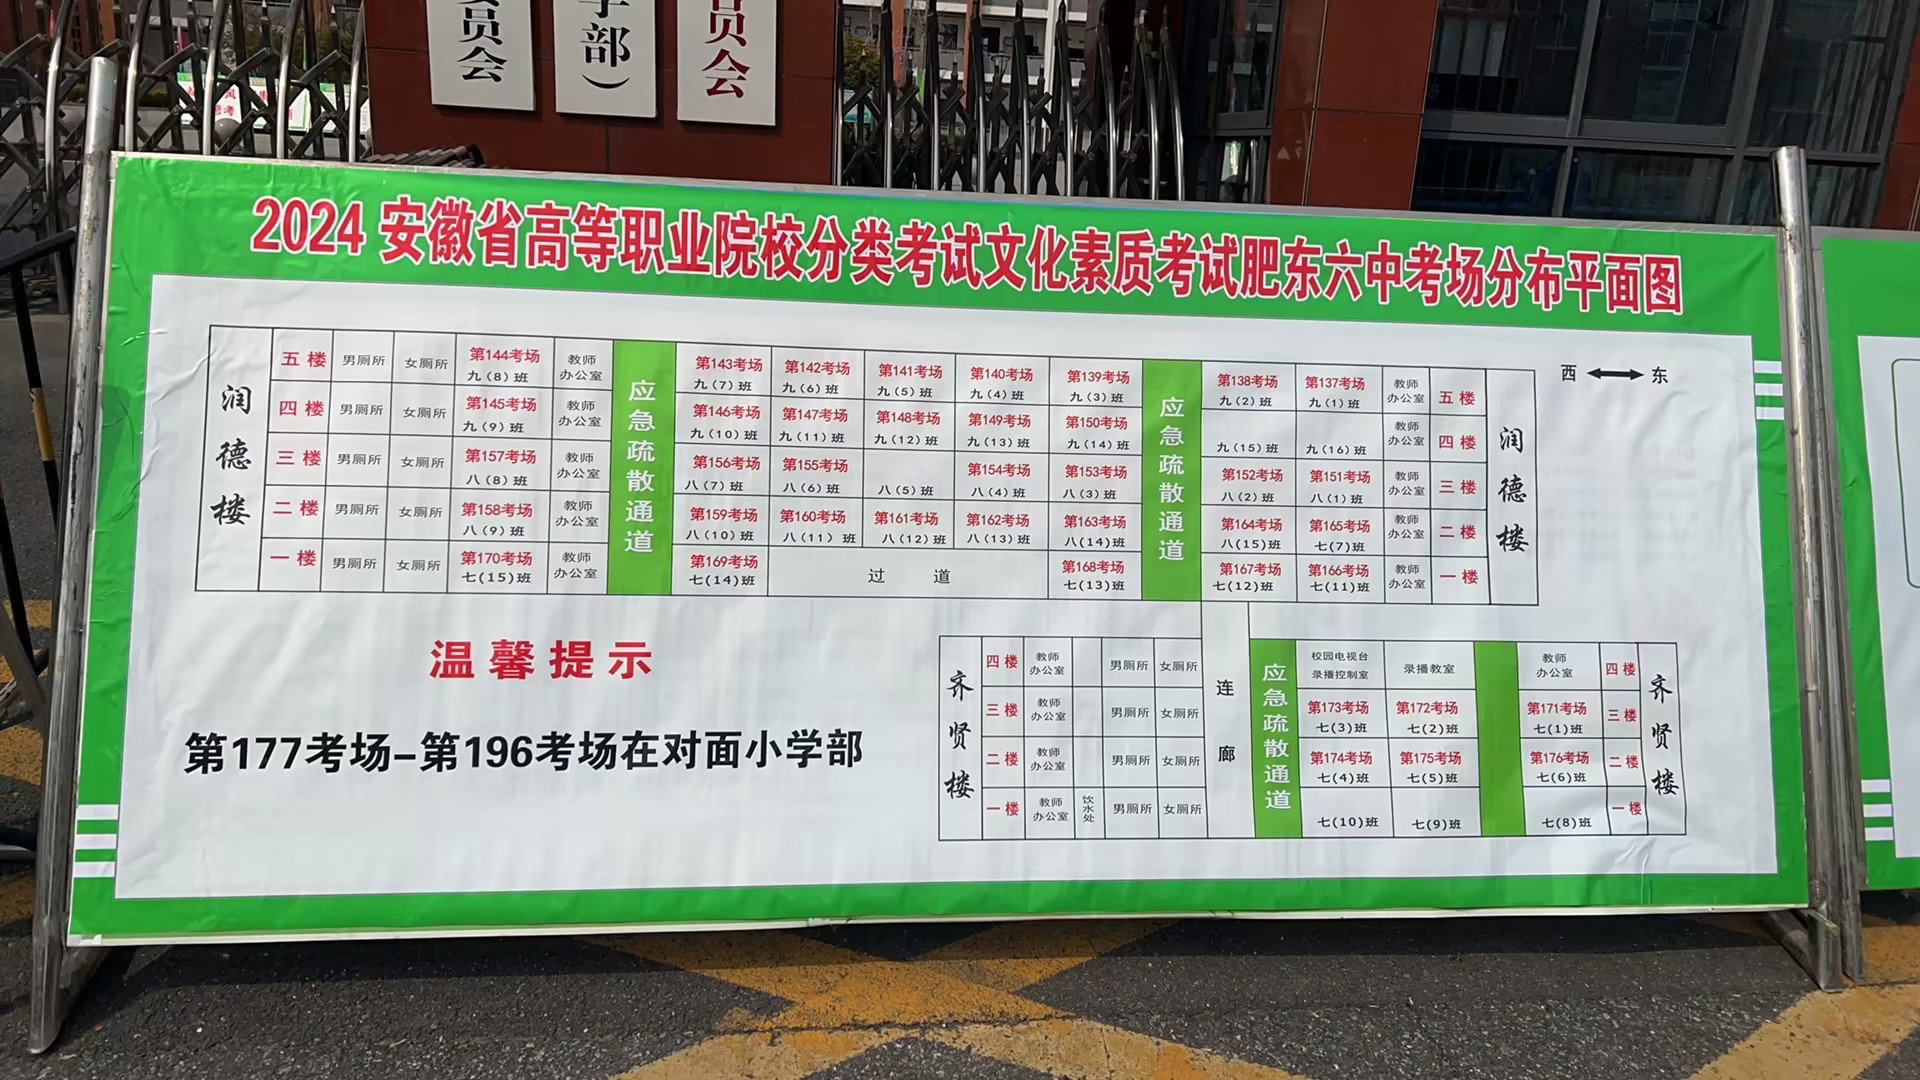 员会
学部）
员会
2024 安徽省高等职业院校分类考试文化素质考试肥东六中考场分布平面图
西 东
润德楼
五 楼 男厕所 女厕所 第144考场 九（8）班 教师办公室
四 楼 男厕所 女厕所 第145考场 九（9）班 教师办公室
三 楼 男厕所 女厕所 第157考场 八（8）班 教师办公室
二 楼 男厕所 女厕所 第158考场 八（9）班 教师办公室
一 楼 男厕所 女厕所 第170考场 七(15)班 教师办公室
应急疏散通道
第143考场 第142考场 第141考场 第140考场 第139考场
九（7）班 九（6）班 九（5）班 九（4）班 九（3）班
第146考场 第147考场 第148考场 第149考场 第150考场
九（10）班 九（11）班 九（12）班 九（13）班 九（14）班
第156考场 第155考场 第154考场 第153考场
八（7）班 八（6）班 八（5）班 八（4）班 八（3）班
第159考场 第160考场 第161考场 第162考场 第163考场
八（10）班 八（11）班 八（12）班 八（13）班 八(14)班
第169考场 过 道 第168考场
七(14)班 七(13)班
应急疏散通道
第138考场 第137考场 教师办公室 五 楼
九（2）班 九（1）班
九（15）班 九（16）班 教师办公室 四 楼
第152考场 第151考场 教师办公室 三 楼
八（2）班 八（1）班
第164考场 第165考场 教师办公室 二 楼
八(15)班 七(7)班
第167考场 第166考场 教师办公室 一 楼
七(12)班 七(11)班
润德楼
温馨提示
第177考场–第196考场在对面小学部
齐贤楼
四 楼 教师办公室 男厕所 女厕所
三 楼 教师办公室 男厕所 女厕所
二 楼 教师办公室 男厕所 女厕所
一 楼 教师办公室 饮水处 男厕所 女厕所
连廊
应急疏散通道
校园电视台 录播教室
录播控制室
第173考场 第172考场
七(3)班 七(2)班
第174考场 第175考场
七(4)班 七(5)班
七(10)班 七(9)班
教师办公室 四 楼
第171考场 三 楼
七(1)班
第176考场 二 楼
七(6)班
七(8)班 一 楼
齐贤楼